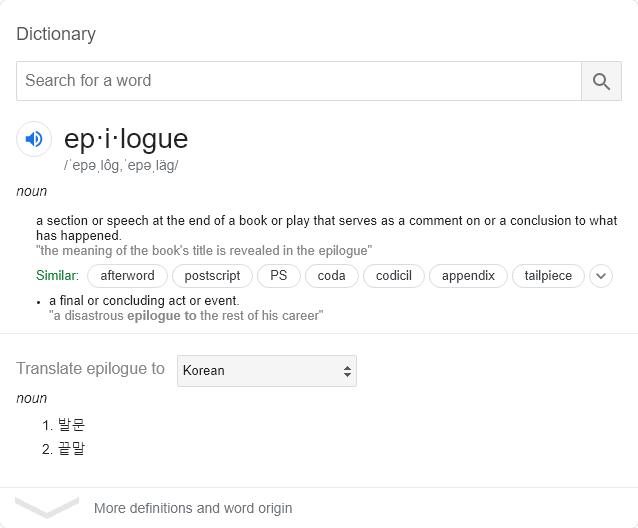 Dictionary
Search for a word
ep·i·logue
/ˈepəˌlôɡ,ˈepəˌläɡ/
noun
a section or speech at the end of a book or play that serves as a comment on or a conclusion to what
has happened.
"the meaning of the book's title is revealed in the epilogue"
Similar: afterword postscript PS coda codicil appendix tailpiece
• a final or concluding act or event.
"a disastrous epilogue to the rest of his career"
Translate epilogue to Korean
noun
1. 발문
2. 끝말
More definitions and word origin